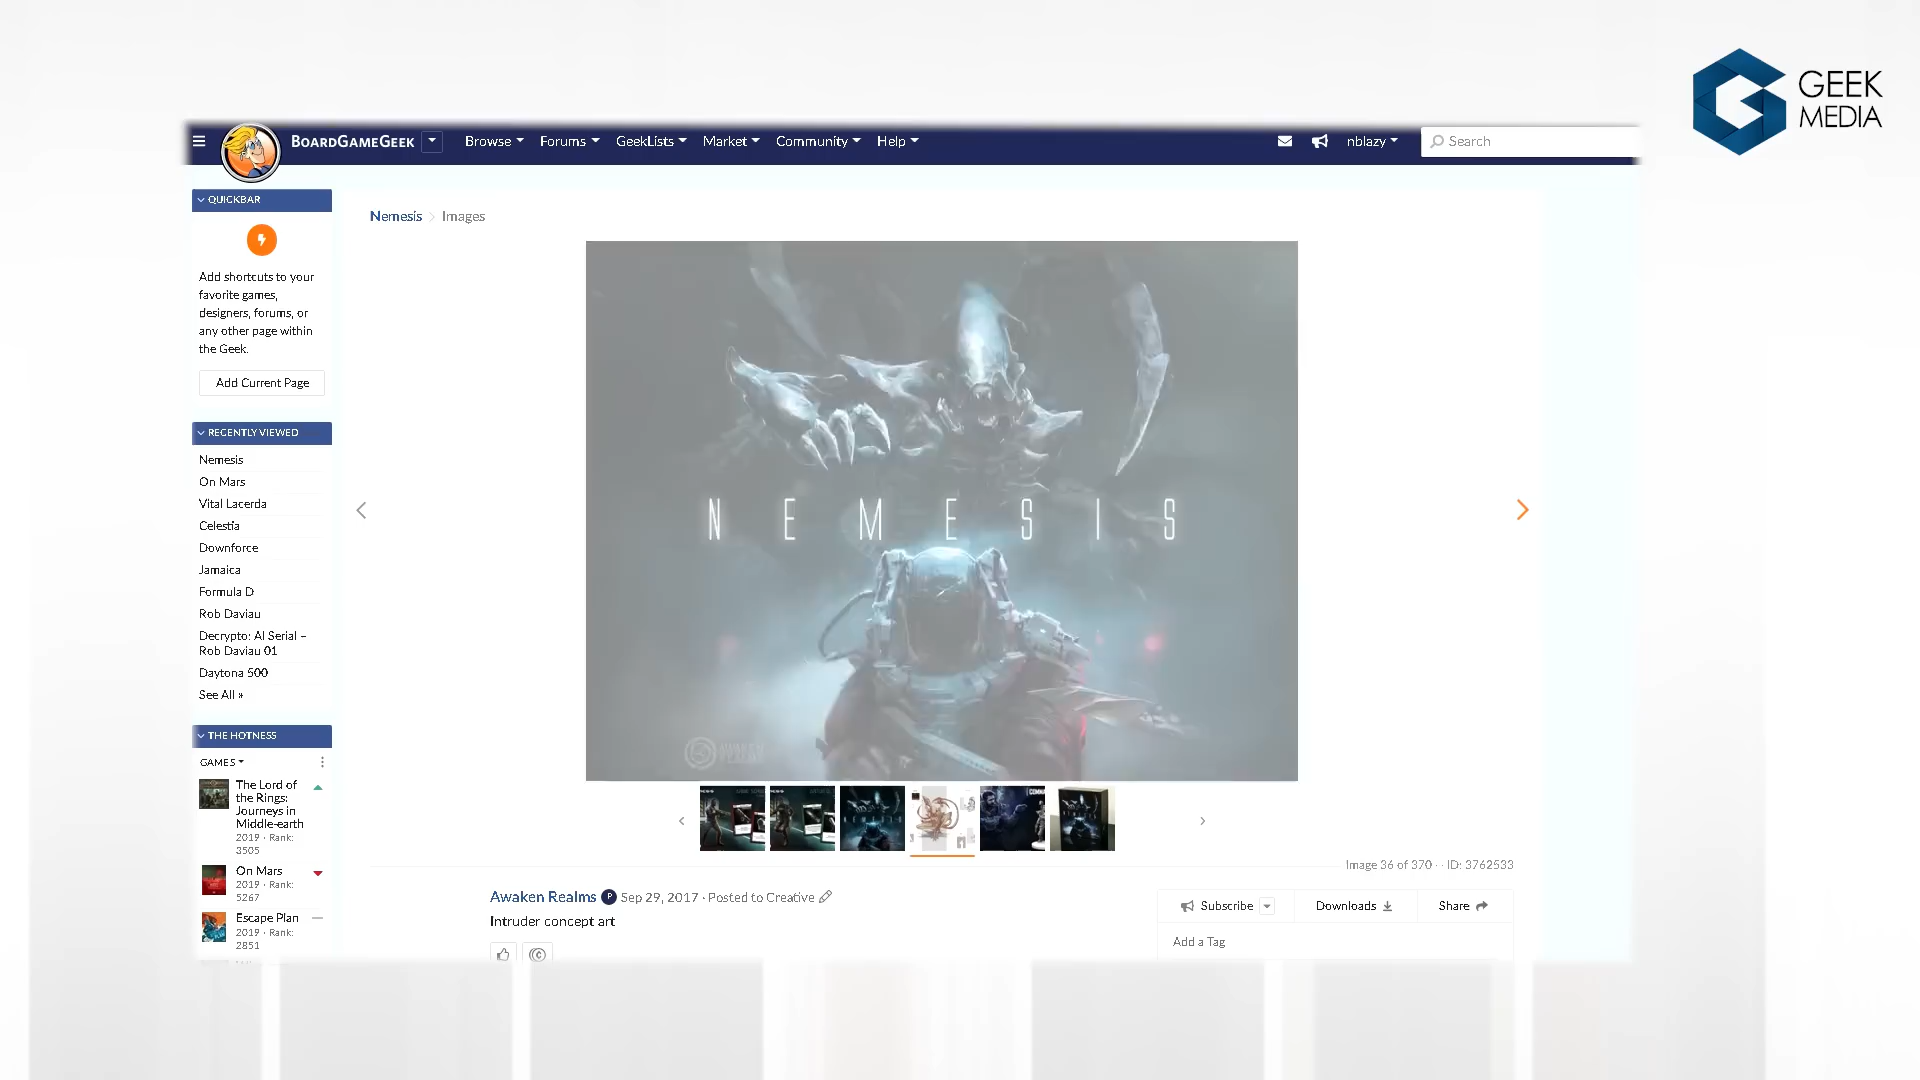 GEEK
MEDIA
BOARDGAMEGEEK
Browse
Forums
GeekLists
Market
Community
Help
nblazy
Search
QUICKBAR
Add shortcuts to your
favorite games,
designers, forums, or
any other page within
the Geek.
Add Current Page
RECENTLY VIEWED
Nemesis
On Mars
Vital Lacerda
Celestia
Downforce
Jamaica
Formula D
Rob Daviau
Decrypto: AI Serial –
Rob Daviau 01
Daytona 500
See All »
THE HOTNESS
GAMES
The Lord of
the Rings:
Journeys in
Middle-earth
2019 · Rank:
3505
On Mars
2019 · Rank:
5267
Escape Plan
2019 · Rank:
2851
Nemesis > Images
NEMESIS
AWAKEN
REALMS
Image 36 of 370 · · ID: 3762533
Awaken Realms P Sep 29, 2017 · Posted to Creative
Intruder concept art
Subscribe
Downloads
Share
Add a Tag